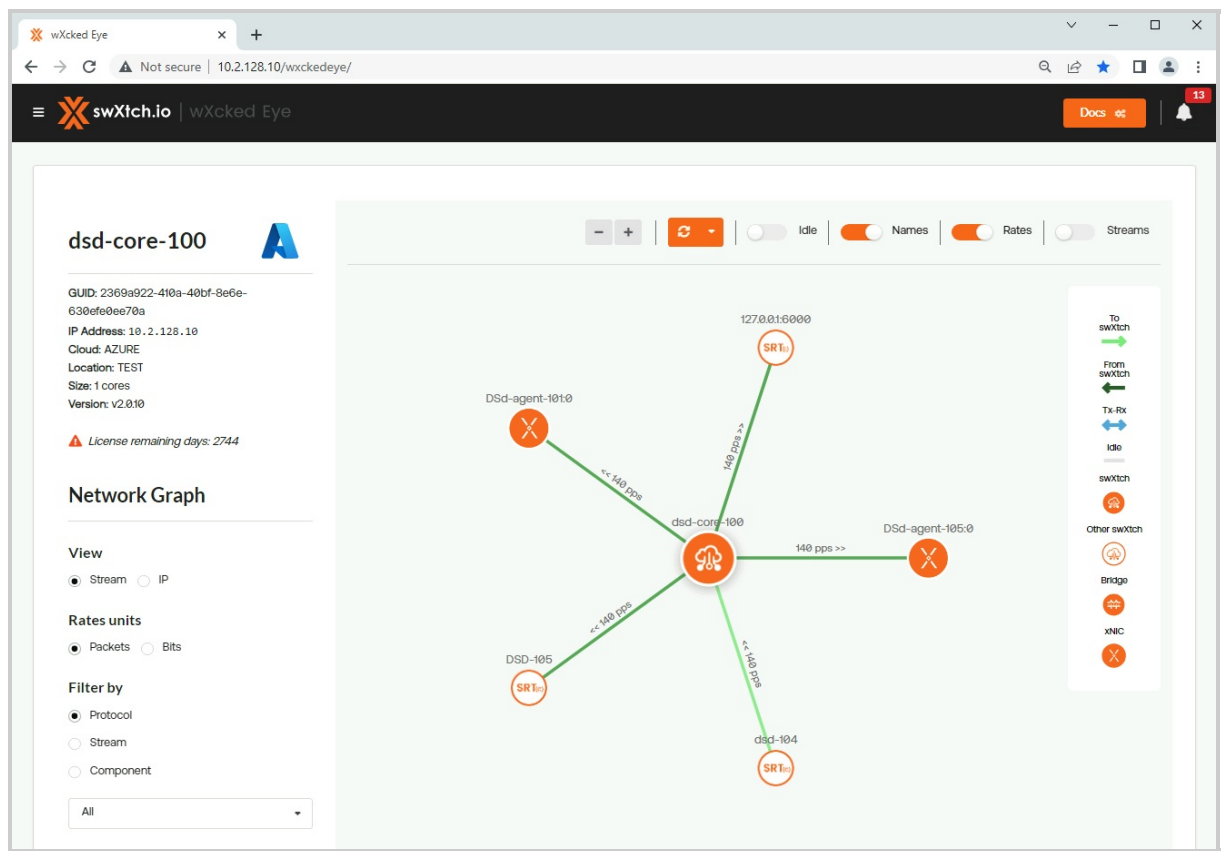 wXcked Eye
Not secure | 10.2.128.10/wxckedeye/
swXtch.io | wXcked Eye
Docs
13
dsd-core-100
GUID: 2369a922-410a-40bf-8e6e-
630efe0ee70a
IP Address: 10.2.128.10
Cloud: AZURE
Location: TEST
Size: 1 cores
Version: v2.0.10
License remaining days: 2744
Network Graph
View
Stream IP
Rates units
Packets Bits
Filter by
Protocol
Stream
Component
All
Idle Names Rates Streams
127.0.0.1:6000
SRT
140 pps >>
DSd-agent-101:0
<< 140 pps
dsd-core-100
DSd-agent-105:0
140 pps >>
<< 140 pps
DSD-105
SRT
<< 140 pps
dsd-104
SRT
To
swXtch
From
swXtch
Tx-Rx
Idle
swXtch
Other swXtch
Bridge
xNIC